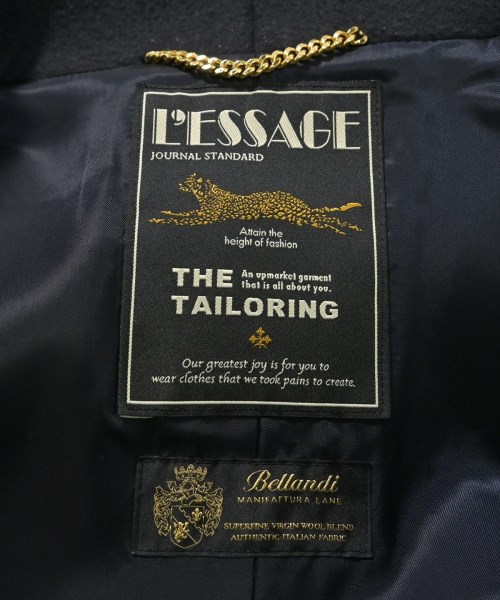 L'ESSAGE
JOURNAL STANDARD
Attain the
height of fashion
THE An upmarket garment
that is all about you.
TAILORING
Our greatest joy is for you to
wear clothes that we took pains to create.
Bellandi
MANIFATTURA LANE
SUPERFINE VIRGIN WOOL BLEND
AUTHENTIC ITALIAN FABRIC